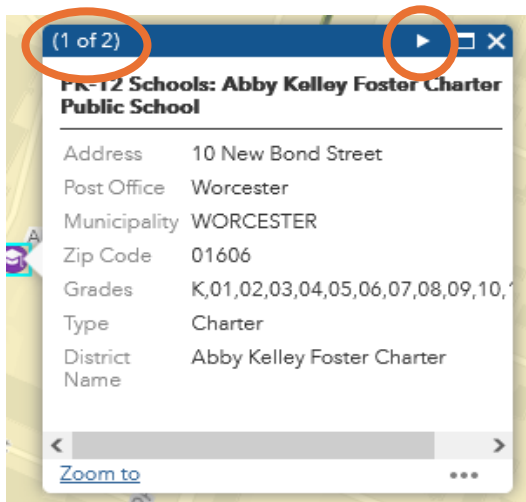 (1 of 2)
PK-12 Schools: Abby Kelley Foster Charter
Public School
Address 10 New Bond Street
Post Office Worcester
Municipality WORCESTER
Zip Code 01606
Grades K,01,02,03,04,05,06,07,08,09,10,
Type Charter
District Abby Kelley Foster Charter
Name
A
Zoom to